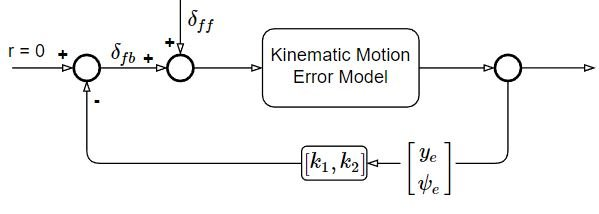 δ_ff
r = 0 + δ_fb + +
-
Kinematic Motion
Error Model
[k_1, k_2]
y_e
ψ_e